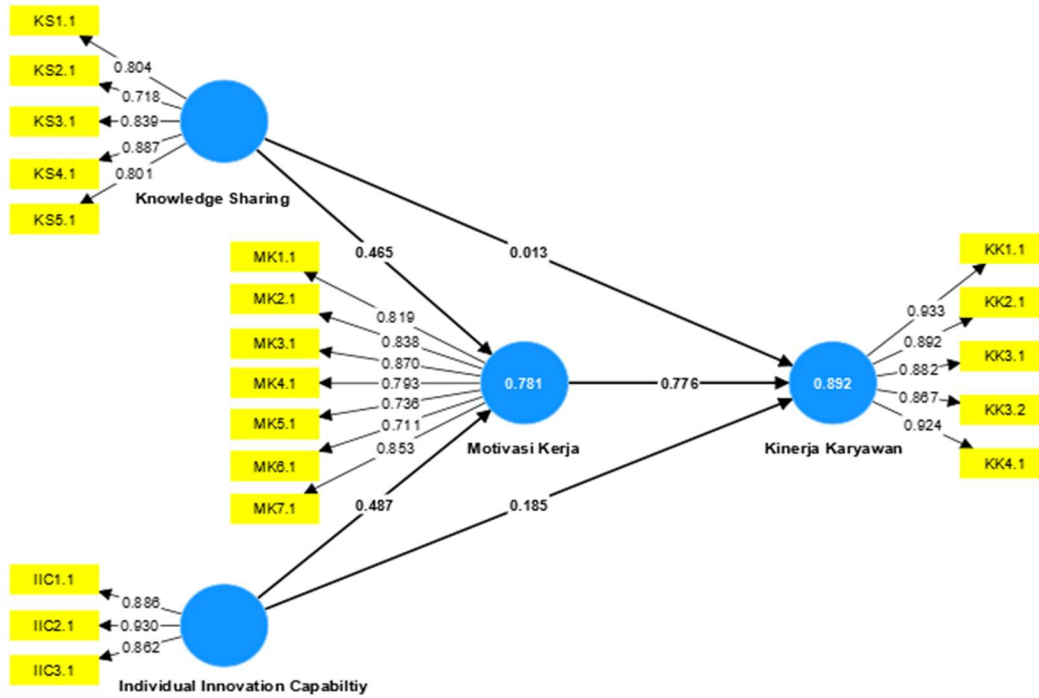 KS1.1
0.804
KS2.1
0.718
KS3.1
0.839
KS4.1
0.887
KS5.1
0.801
Knowledge Sharing
0.465
0.013
MK1.1
0.819
MK2.1
0.838
MK3.1
0.870
MK4.1
0.793
MK5.1
0.736
MK6.1
0.711
MK7.1
0.853
0.781
Motivasi Kerja
0.776
0.892
Kinerja Karyawan
KK1.1
0.933
KK2.1
0.892
KK3.1
0.882
KK3.2
0.867
KK4.1
0.924
0.487
0.185
IIC1.1
0.886
IIC2.1
0.930
IIC3.1
0.862
Individual Innovation Capabiltiy